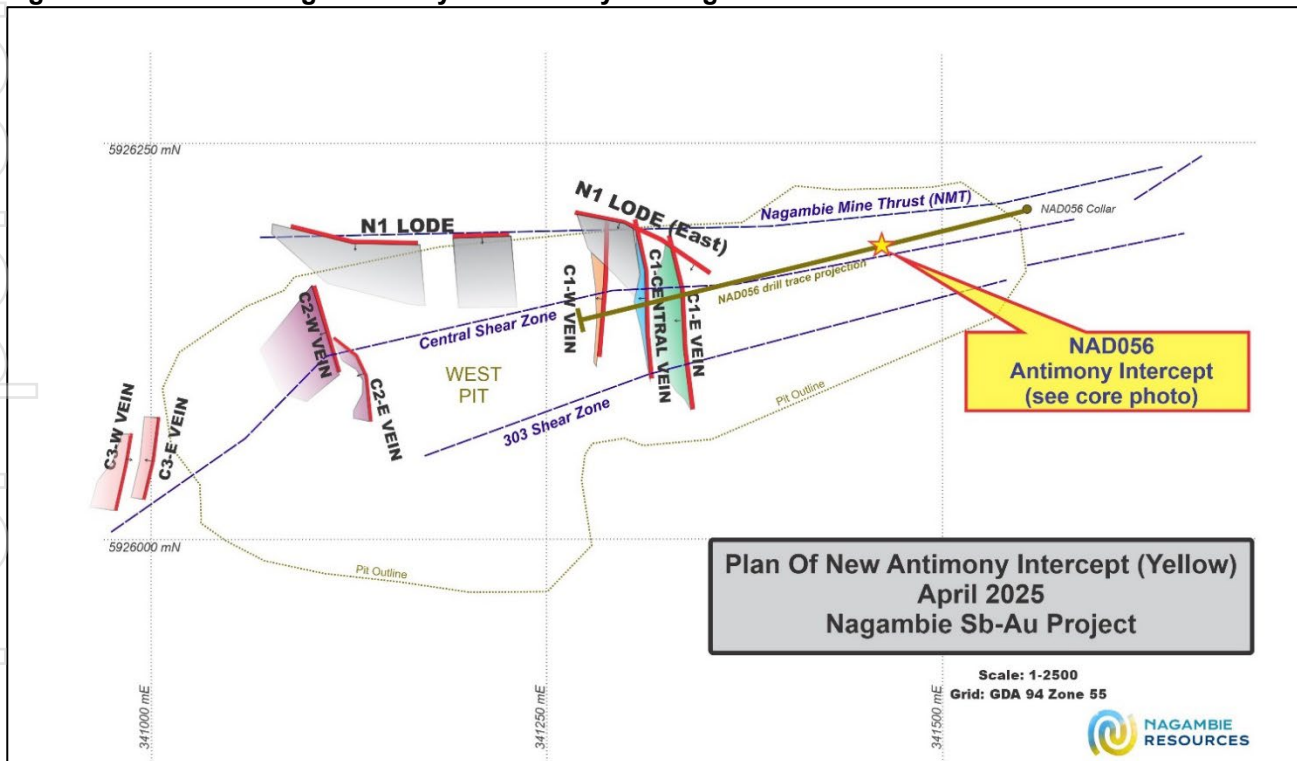 5926250 mN
N1 LODE
N1 LODE (East)
Nagambie Mine Thrust (NMT)
NAD056 Collar
NAD056 drill trace projection
C1-W VEIN
C1-CENTRAL VEIN
C1-E VEIN
Central Shear Zone
C2-W VEIN
C2-E VEIN
WEST
PIT
303 Shear Zone
Pit Outline
NAD056
Antimony Intercept
(see core photo)
C3-W VEIN
C3-E VEIN
5926000 mN
Pit Outline
Plan Of New Antimony Intercept (Yellow)
April 2025
Nagambie Sb-Au Project
Scale: 1-2500
Grid: GDA 94 Zone 55
341000 mE
341250 mE
341500 mE
NAGAMBIE
RESOURCES